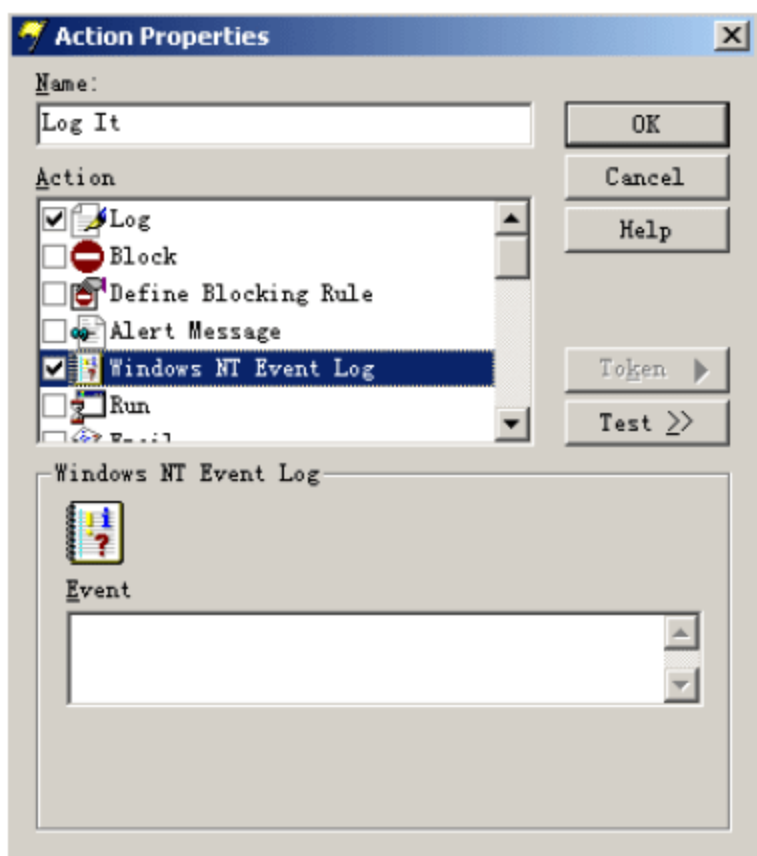 Action Properties
Name:
Log It
OK
Action
Cancel
Log
Help
Block
Define Blocking Rule
Alert Message
Windows NT Event Log
Token
Run
Test >>
Windows NT Event Log
Event